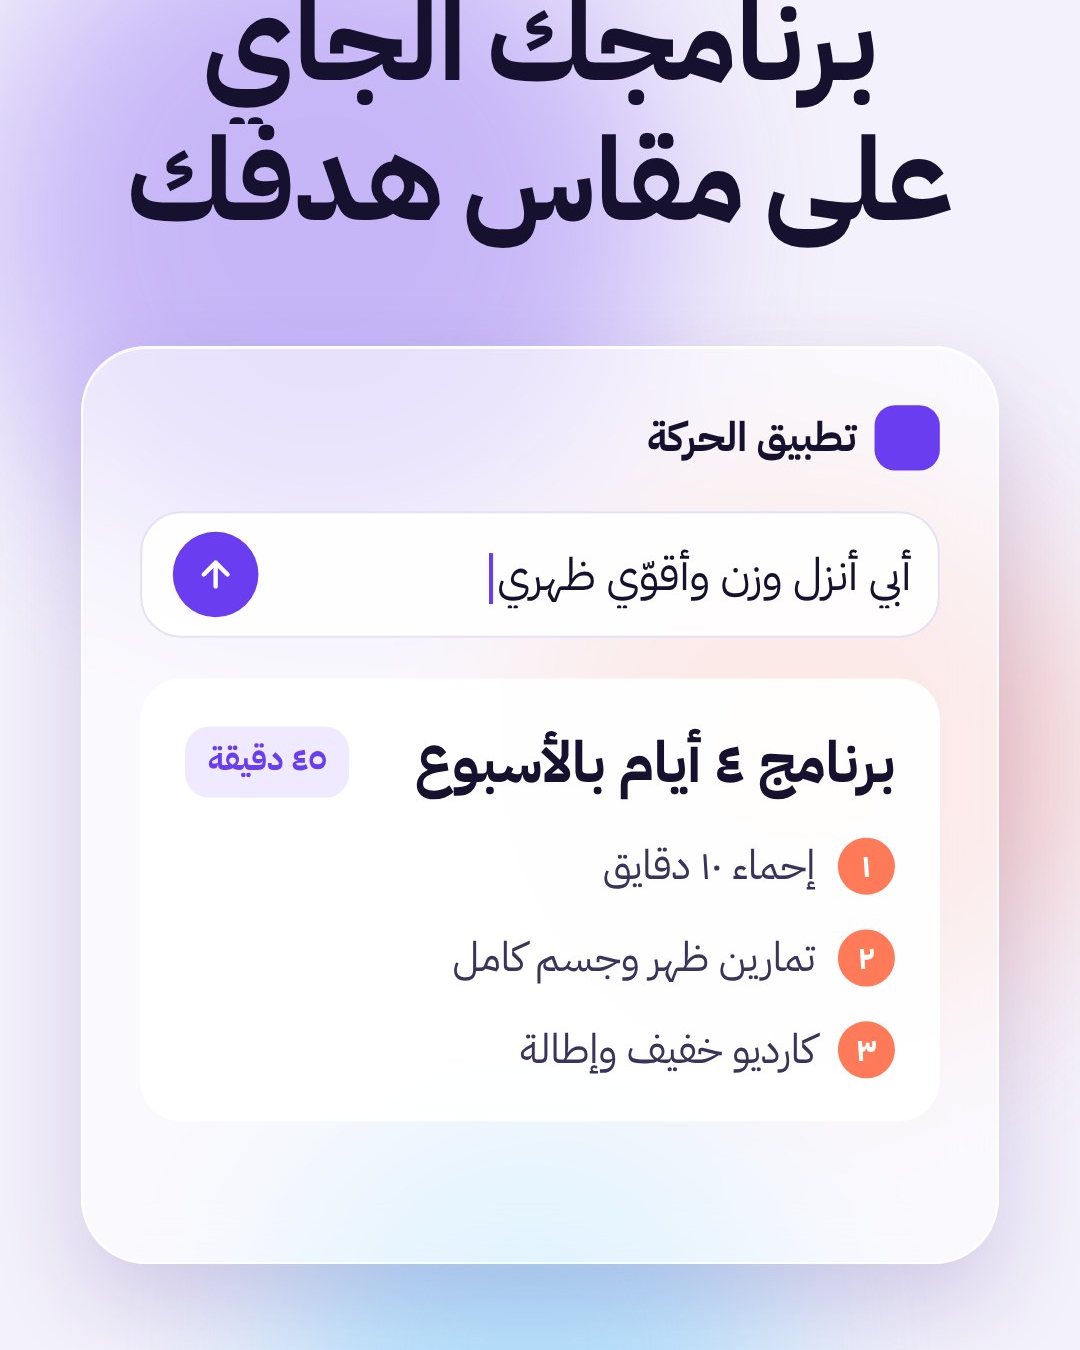 برنامجك الجاي
على مقاس هدفك
تطبيق الحركة
أبي أنزل وزن وأقوّي ظهري
برنامج ٤ أيام بالأسبوع
٤٥ دقيقة
١ إحماء ١٠ دقايق
٢ تمارين ظهر وجسم كامل
٣ كارديو خفيف وإطالة